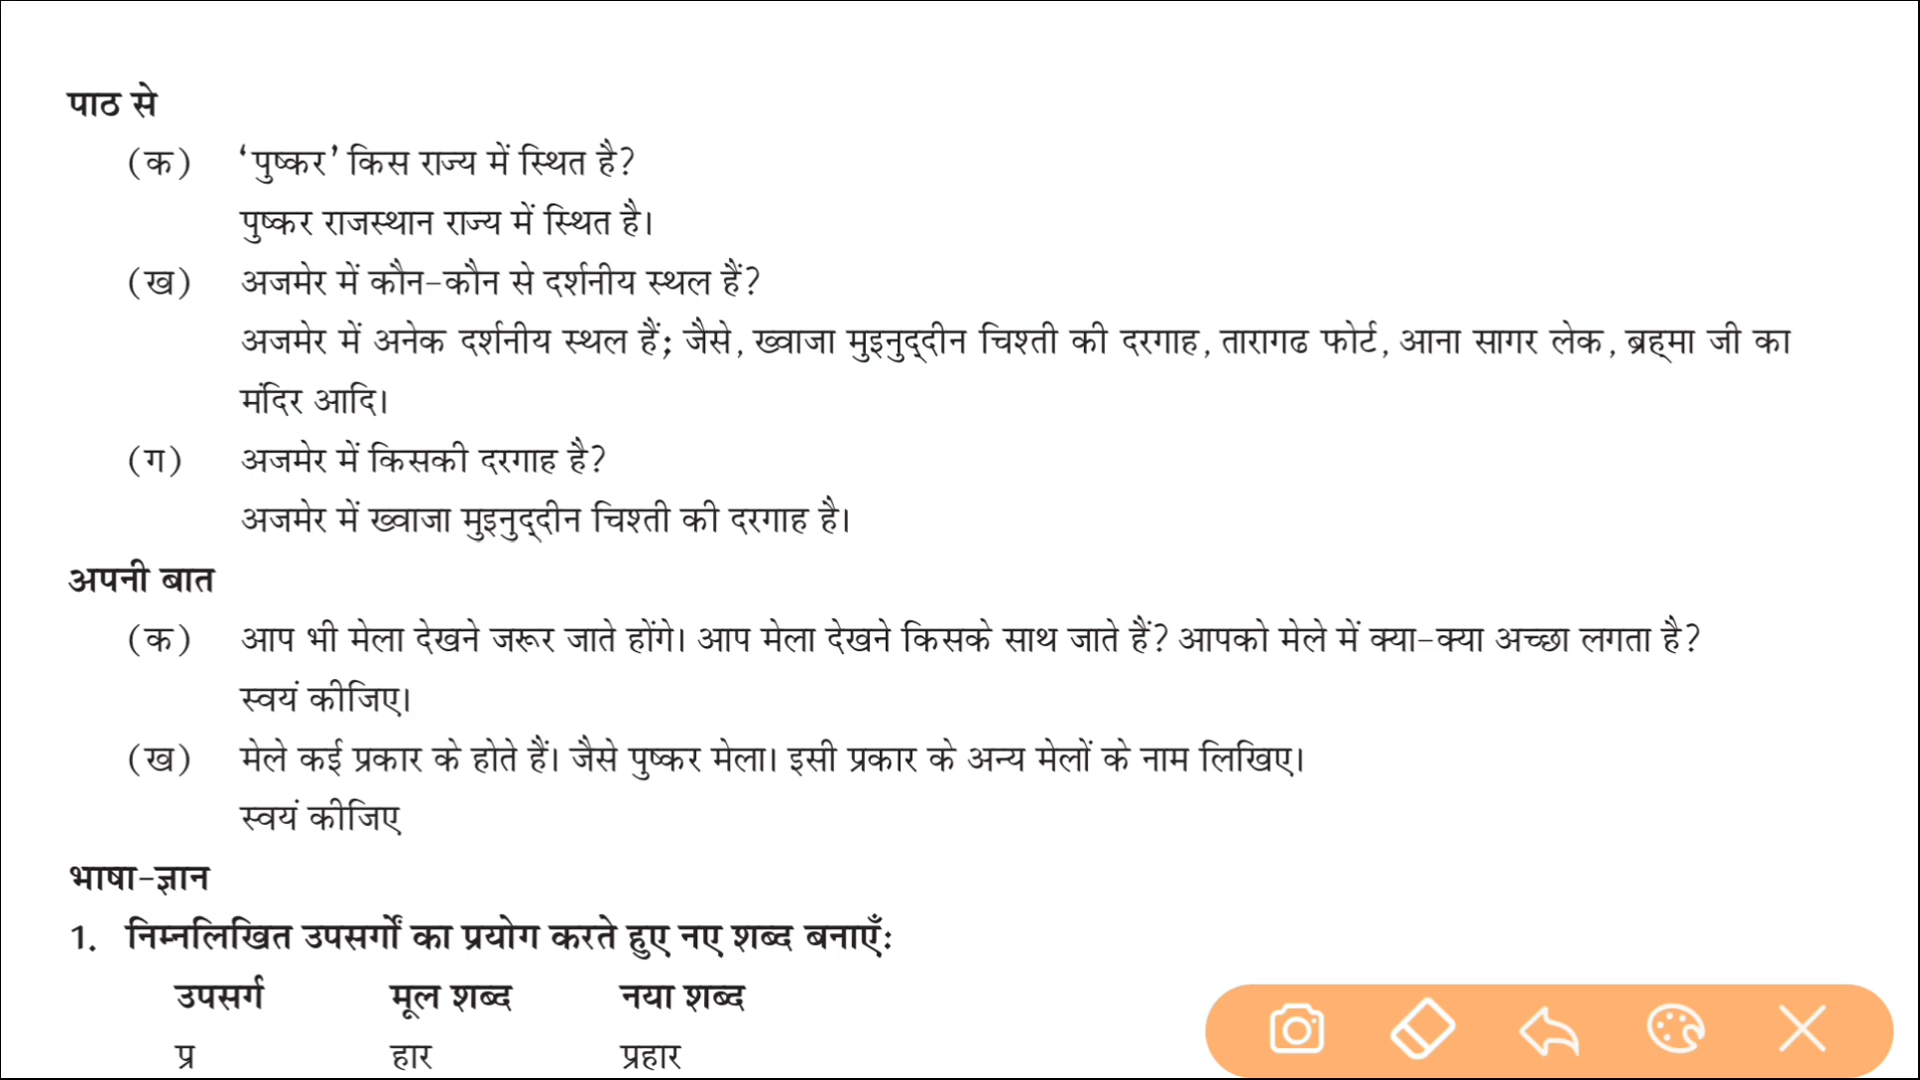 पाठ से
(क) ‘पुष्कर’ किस राज्य में स्थित है?
पुष्कर राजस्थान राज्य में स्थित है।
(ख) अजमेर में कौन-कौन से दर्शनीय स्थल हैं?
अजमेर में अनेक दर्शनीय स्थल हैं; जैसे, ख्वाजा मुइनुद्दीन चिश्ती की दरगाह, तारागढ फोर्ट, आना सागर लेक, ब्रह्मा जी का
मंदिर आदि।
(ग) अजमेर में किसकी दरगाह है?
अजमेर में ख्वाजा मुइनुद्दीन चिश्ती की दरगाह है।
अपनी बात
(क) आप भी मेला देखने जरूर जाते होंगे। आप मेला देखने किसके साथ जाते हैं? आपको मेले में क्या-क्या अच्छा लगता है?
स्वयं कीजिए।
(ख) मेले कई प्रकार के होते हैं। जैसे पुष्कर मेला। इसी प्रकार के अन्य मेलों के नाम लिखिए।
स्वयं कीजिए
भाषा-ज्ञान
1. निम्नलिखित उपसर्गों का प्रयोग करते हुए नए शब्द बनाएँ:
उपसर्ग मूल शब्द नया शब्द
प्र हार प्रहार